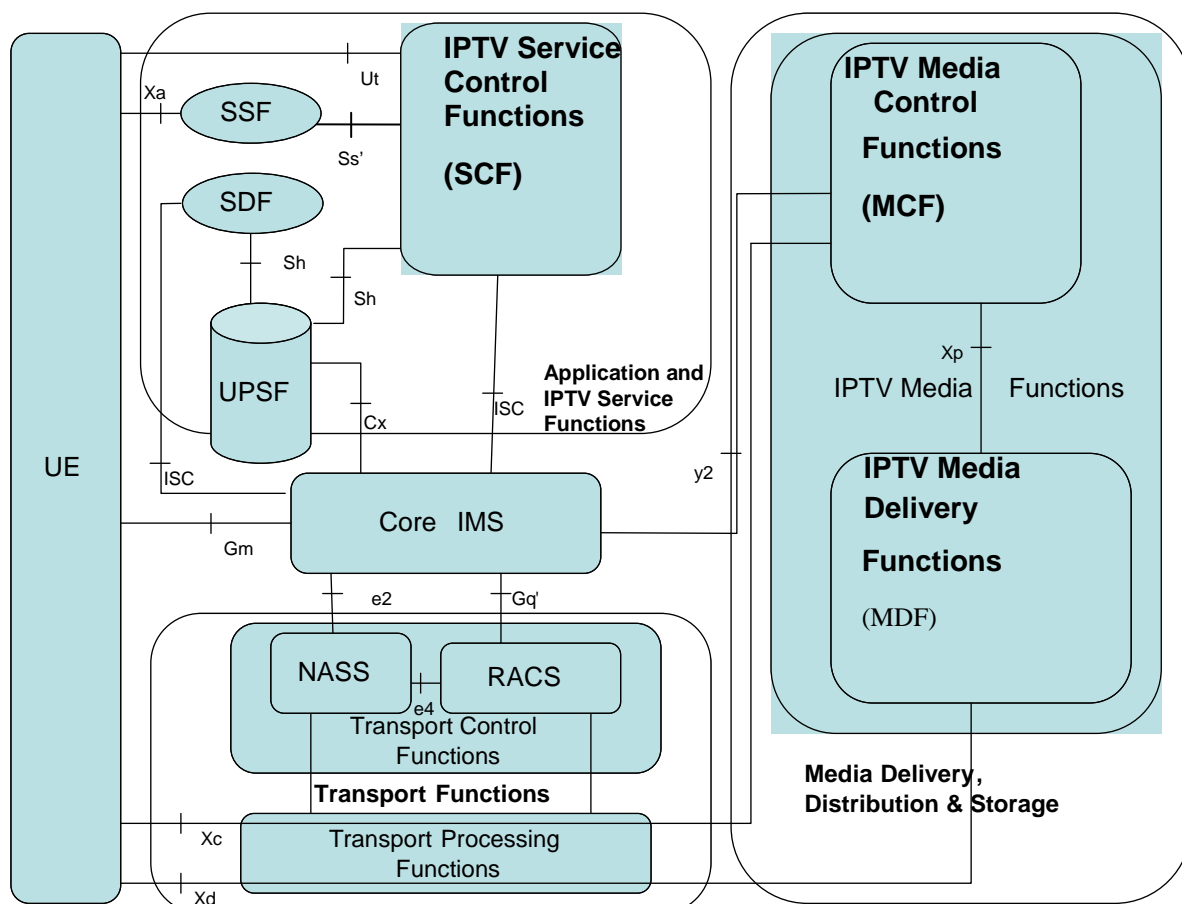 UE
Ut
Xa
SSF
Ss’
SDF
Sh
Sh
UPSF
Cx
ISC
ISC
IPTV Service
Control
Functions
(SCF)
Application and
IPTV Service
Functions
Gm
Core IMS
y2
e2
Gq'
NASS
RACS
e4
Transport Control
Functions
Transport Functions
Transport Processing
Functions
Xc
Xd
IPTV Media
Control
Functions
(MCF)
Xp
IPTV Media Functions
IPTV Media
Delivery
Functions
(MDF)
Media Delivery,
Distribution & Storage